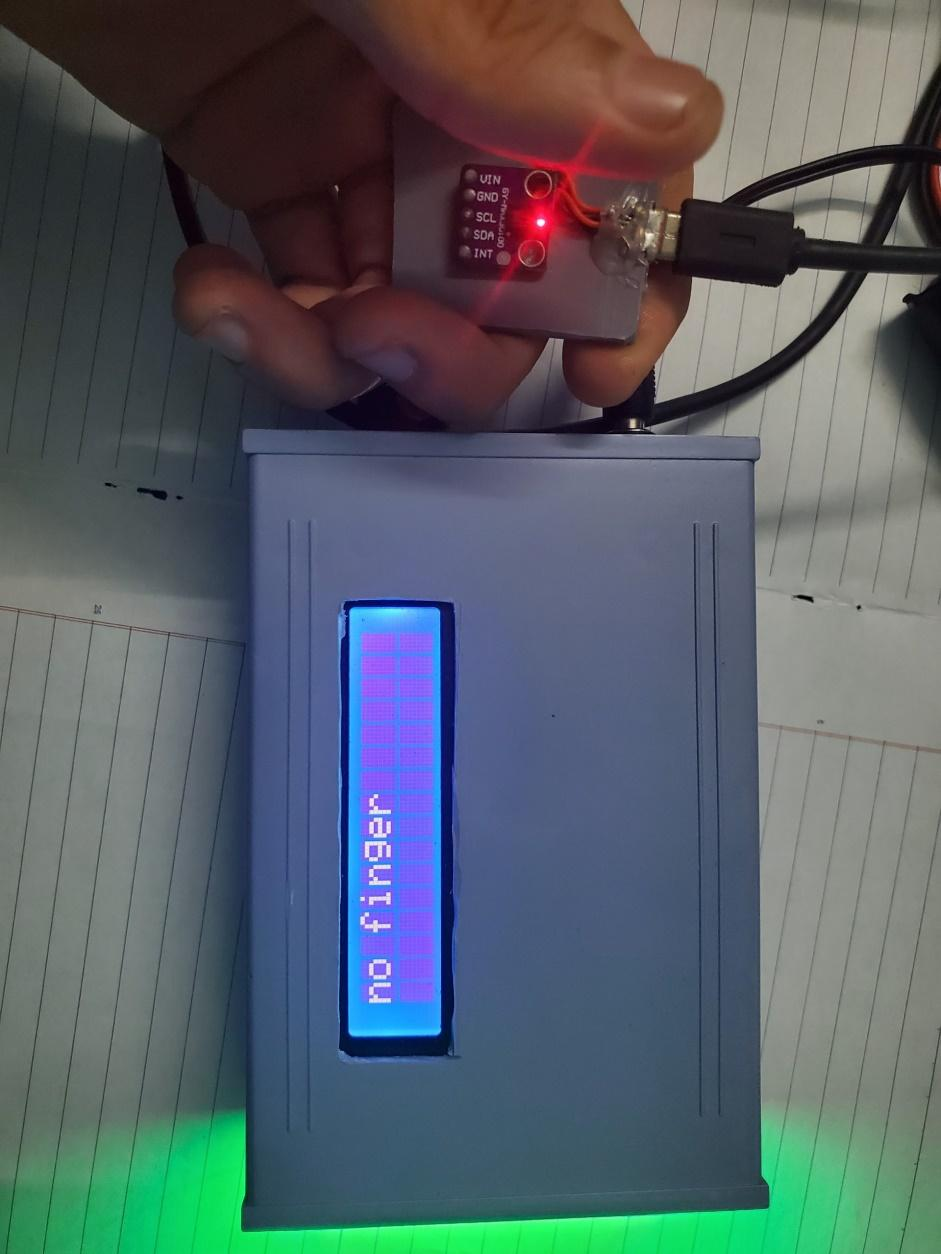 VIN
GND
SCL
SDA
INT
no finger